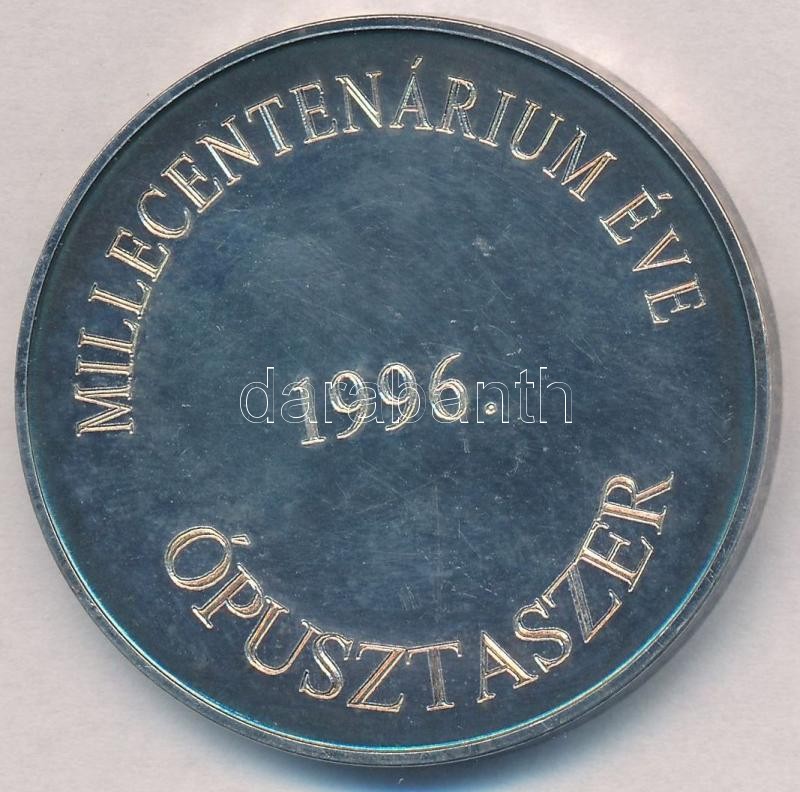 MILLECENTENÁRIUM ÉVE
1996.
darabanth
ÓPUSZTASZER